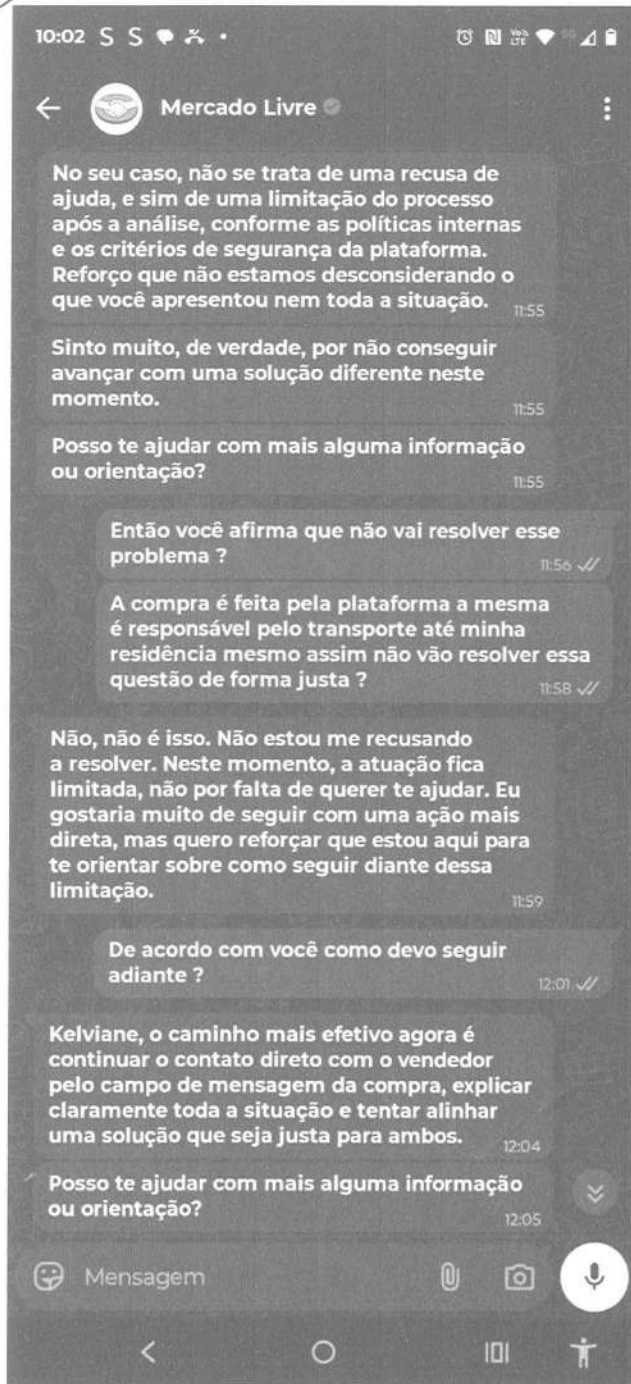 10:02 S S
Mercado Livre
No seu caso, não se trata de uma recusa de
ajuda, e sim de uma limitação do processo
após a análise, conforme as políticas internas
e os critérios de segurança da plataforma.
Reforço que não estamos desconsiderando o
que você apresentou nem toda a situação. 11:55
Sinto muito, de verdade, por não conseguir
avançar com uma solução diferente neste
momento. 11:55
Posso te ajudar com mais alguma informação
ou orientação? 11:55
Então você afirma que não vai resolver esse
problema ? 11:56
A compra é feita pela plataforma a mesma
é responsável pelo transporte até minha
residência mesmo assim não vão resolver essa
questão de forma justa ? 11:58
Não, não é isso. Não estou me recusando
a resolver. Neste momento, a atuação fica
limitada, não por falta de querer te ajudar. Eu
gostaria muito de seguir com uma ação mais
direta, mas quero reforçar que estou aqui para
te orientar sobre como seguir diante dessa
limitação. 11:59
De acordo com você como devo seguir
adiante ? 12:01
Kelviane, o caminho mais efetivo agora é
continuar o contato direto com o vendedor
pelo campo de mensagem da compra, explicar
claramente toda a situação e tentar alinhar
uma solução que seja justa para ambos. 12:04
Posso te ajudar com mais alguma informação
ou orientação? 12:05
Mensagem